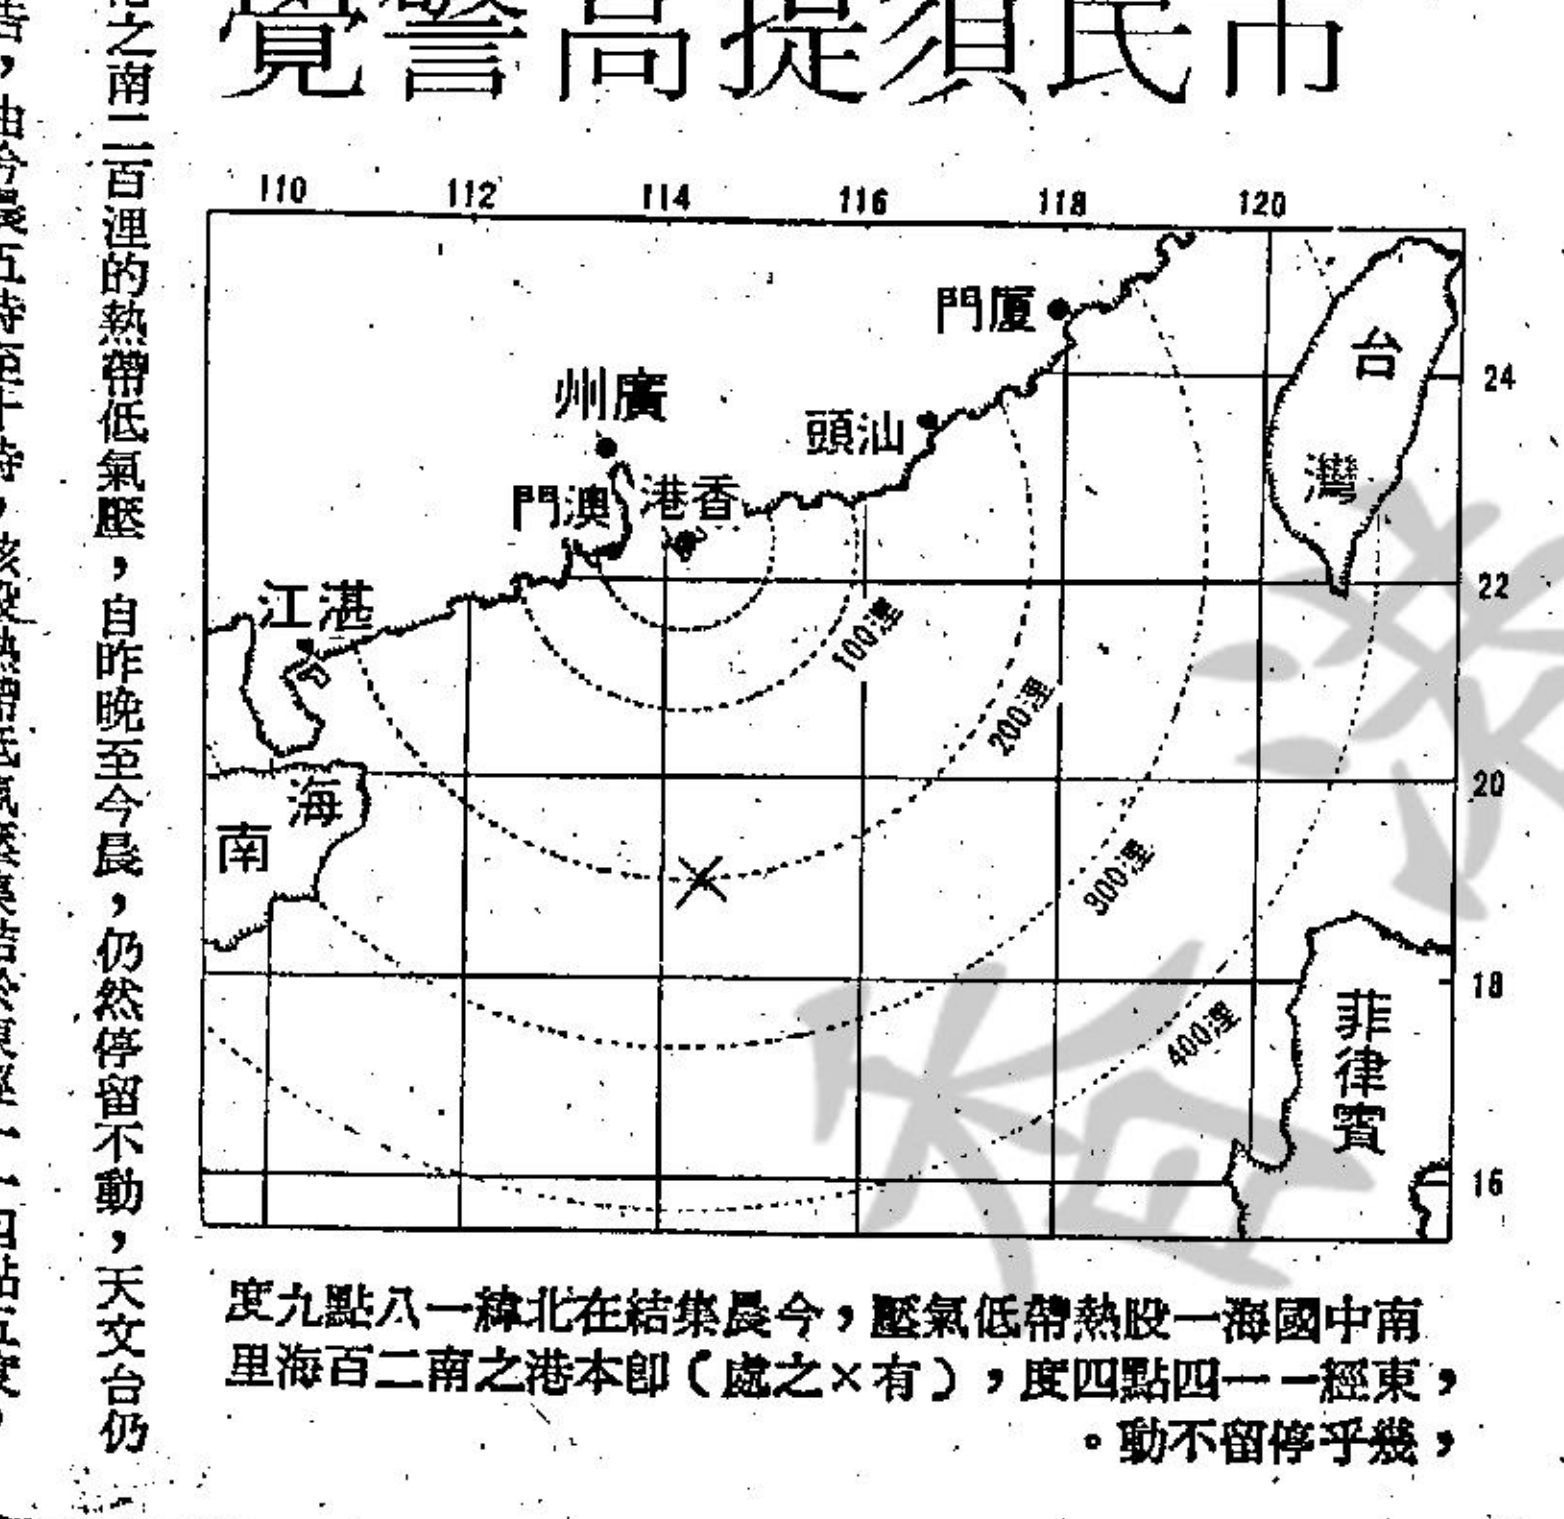 市民須提高警覺
110 112 114 116 118 120
廈門
台灣
24
廣州
汕頭
香港
澳門
22
湛江
100浬
200浬
20
海南
300浬
18
菲律賓
400浬
16
南中國海一股熱帶低氣壓,今晨集結在北緯一八點九度
,東經一一四點四度,(有×之處)即本港之南二百海里
,幾乎停留不動。
之南二百浬的熱帶低氣壓,自昨晚至今晨,仍然停留不動,天文台仍